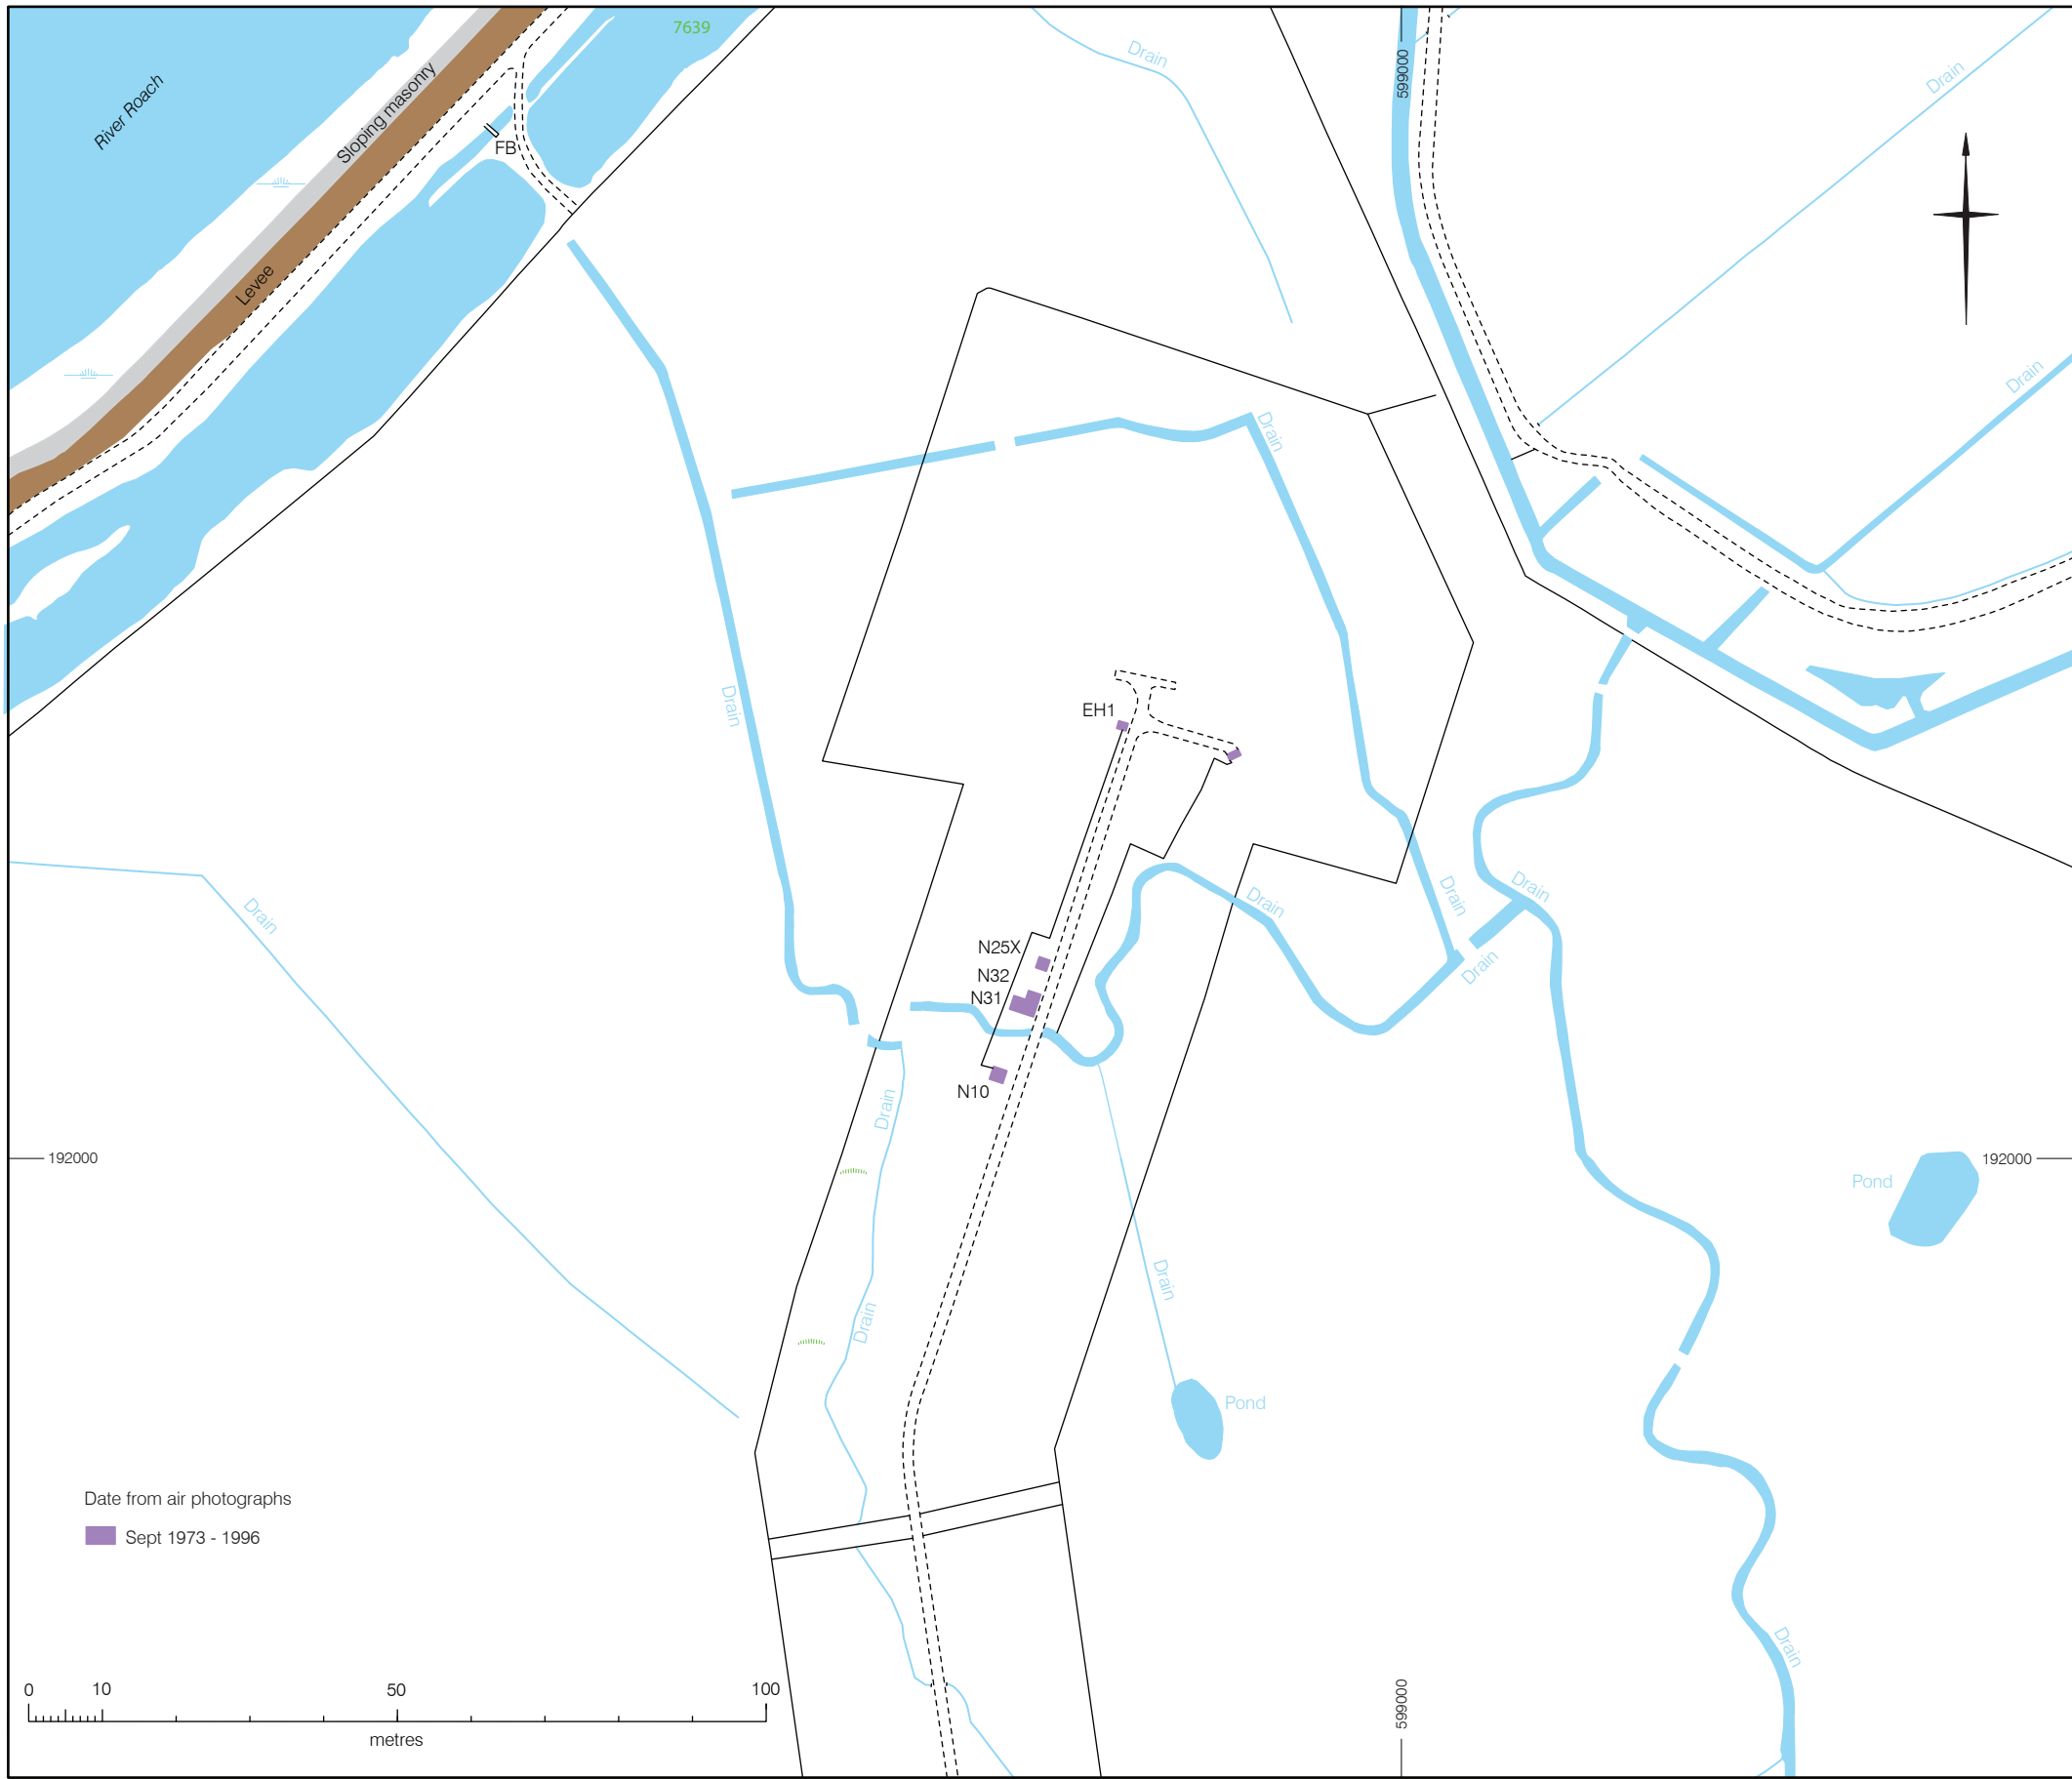 7639
River Roach
Sloping masonry
Levee
FB
Drain
599000
Drain
Drain
Drain
Drain
EH1
Drain
Drain
Drain
Drain
Drain
Drain
N25X
N32
N31
N10
Drain
192000
192000
Pond
Drain
Drain
Pond
Drain
Date from air photographs
Sept 1973 - 1996
0 10 50 100
metres
599000